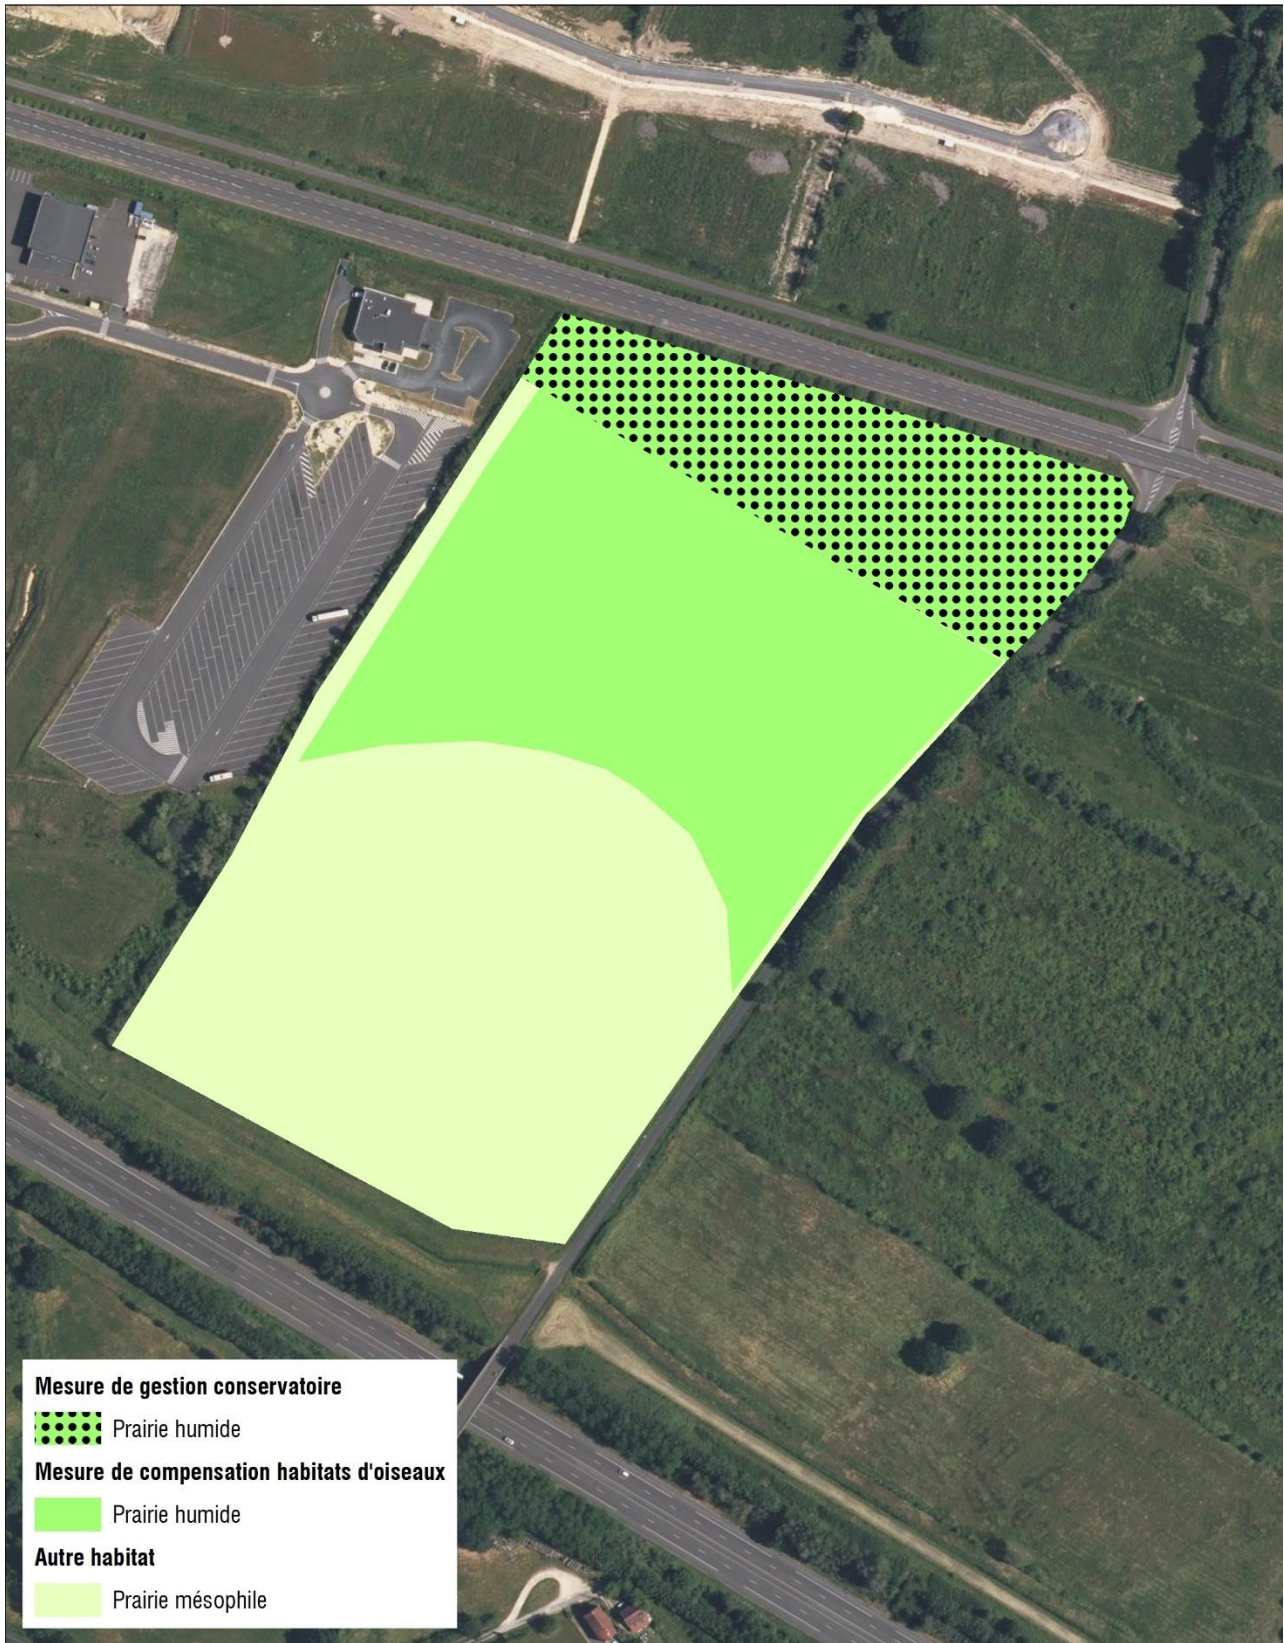 Mesure de gestion conservatoire
Prairie humide
Mesure de compensation habitats d'oiseaux
Prairie humide
Autre habitat
Prairie mésophile